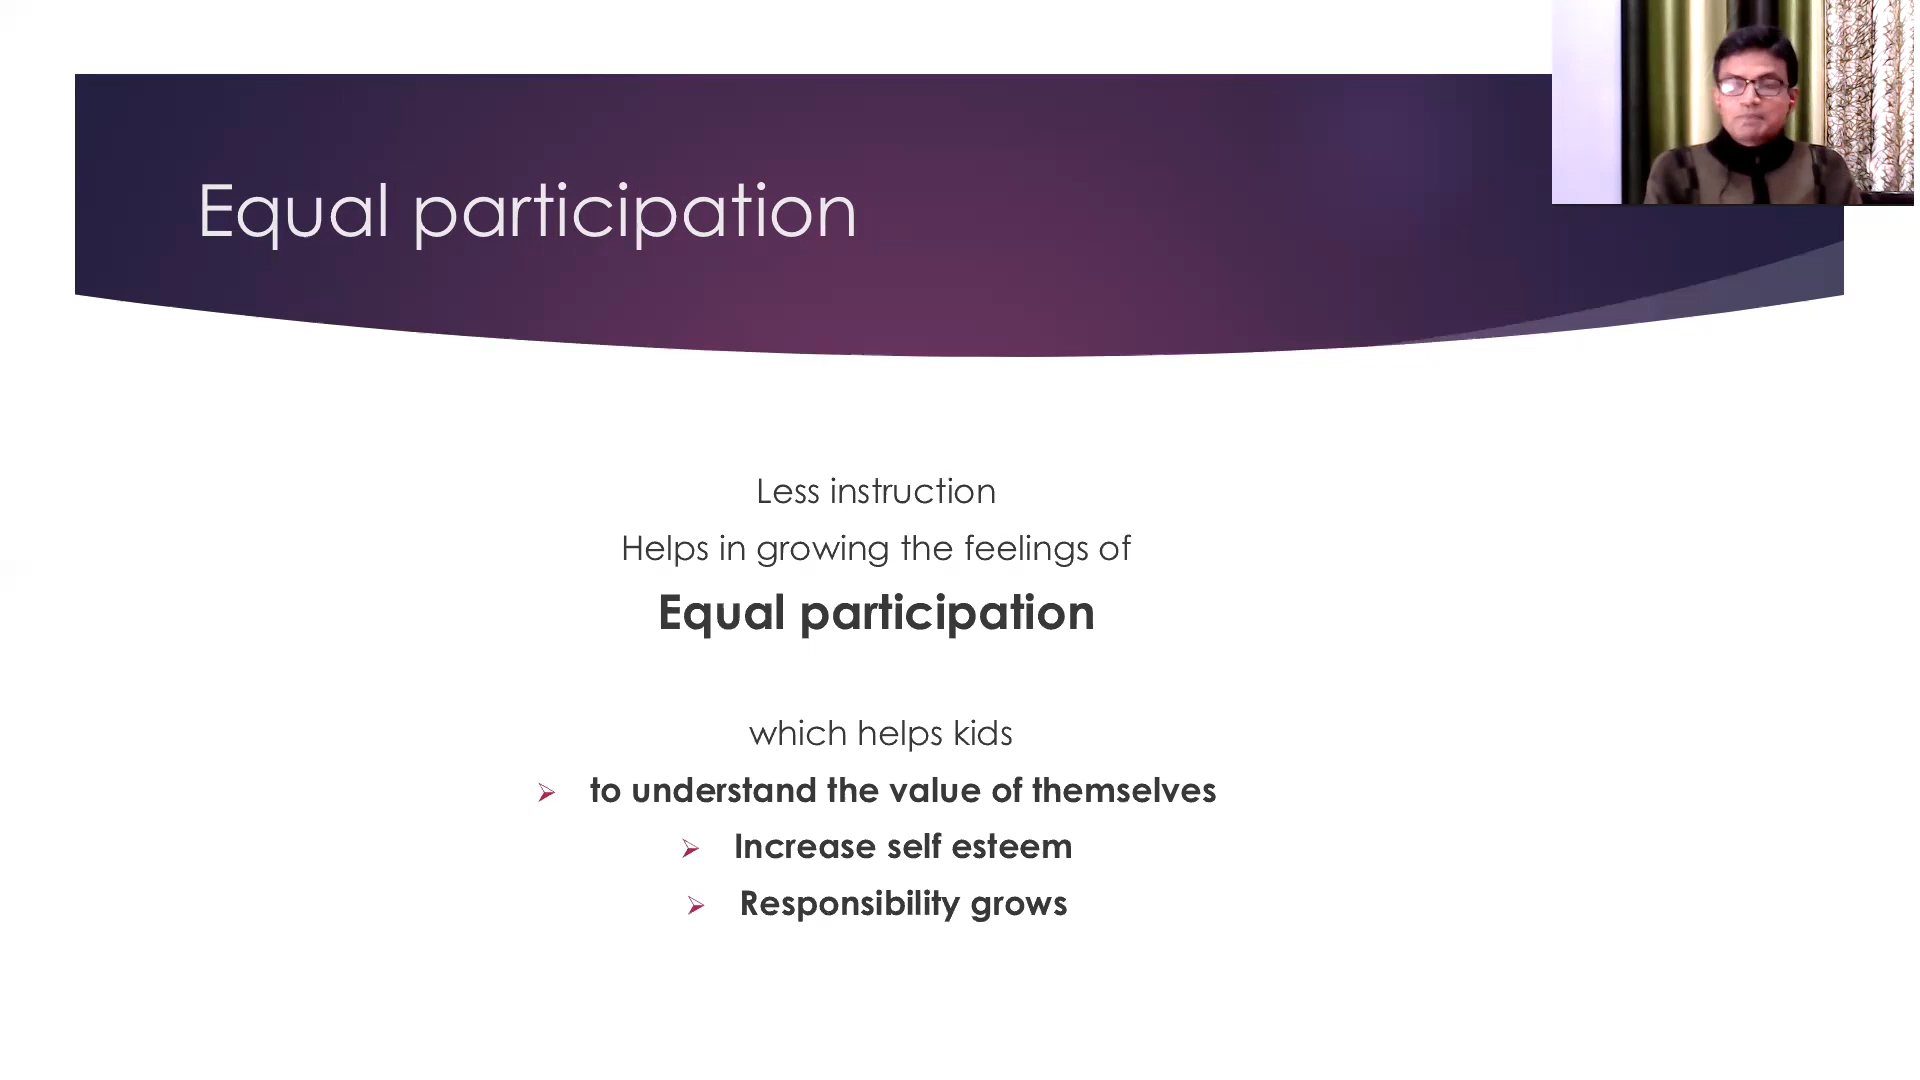 Equal participation
Less instruction
Helps in growing the feelings of
Equal participation
which helps kids
to understand the value of themselves
Increase self esteem
Responsibility grows